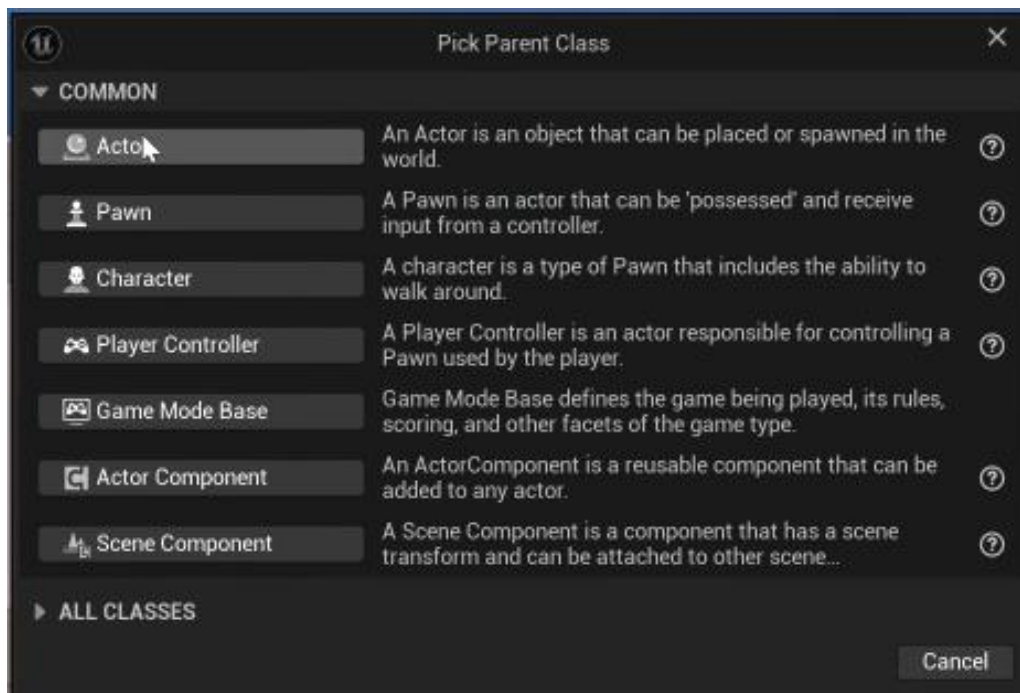 Pick Parent Class
COMMON
Actor
An Actor is an object that can be placed or spawned in the
world.
Pawn
A Pawn is an actor that can be 'possessed' and receive
input from a controller.
Character
A character is a type of Pawn that includes the ability to
walk around.
Player Controller
A Player Controller is an actor responsible for controlling a
Pawn used by the player.
Game Mode Base
Game Mode Base defines the game being played, its rules,
scoring, and other facets of the game type.
Actor Component
An ActorComponent is a reusable component that can be
added to any actor.
Scene Component
A Scene Component is a component that has a scene
transform and can be attached to other scene...
ALL CLASSES
Cancel